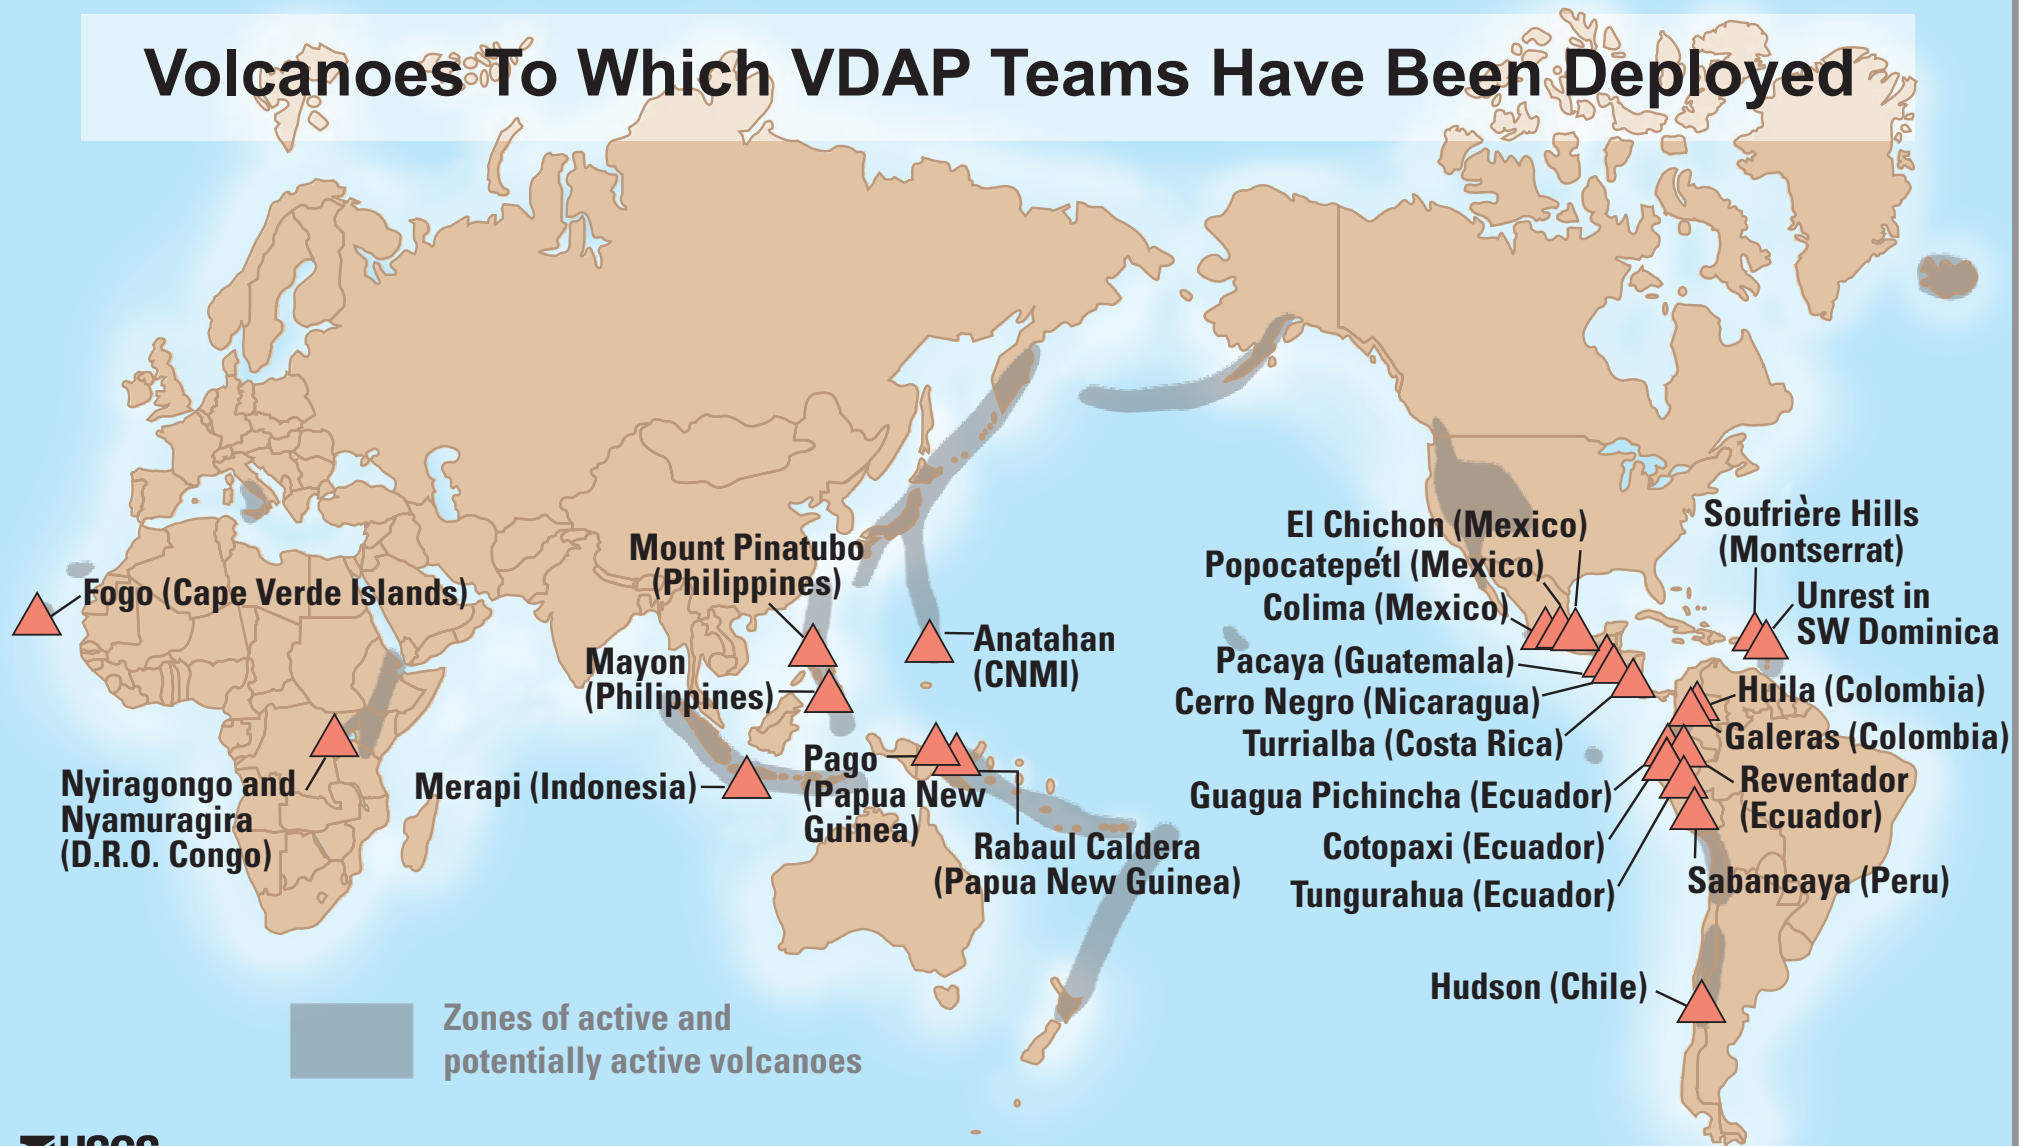 Volcanoes To Which VDAP Teams Have Been Deployed
Fogo (Cape Verde Islands)
Nyiragongo and
Nyamuragira
(D.R.O. Congo)
Mount Pinatubo
(Philippines)
Mayon
(Philippines)
Merapi (Indonesia)
Anatahan
(CNMI)
Pago
(Papua New
Guinea)
Rabaul Caldera
(Papua New Guinea)
El Chichon (Mexico)
Popocatepétl (Mexico)
Colima (Mexico)
Pacaya (Guatemala)
Cerro Negro (Nicaragua)
Turrialba (Costa Rica)
Guagua Pichincha (Ecuador)
Cotopaxi (Ecuador)
Tungurahua (Ecuador)
Hudson (Chile)
Soufrière Hills
(Montserrat)
Unrest in
SW Dominica
Huila (Colombia)
Galeras (Colombia)
Reventador
(Ecuador)
Sabancaya (Peru)
Zones of active and
potentially active volcanoes